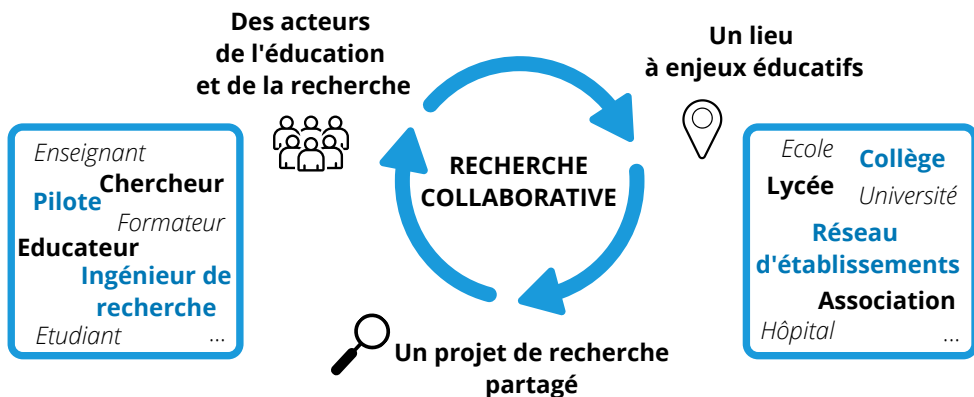 Des acteurs
de l'éducation
et de la recherche
Un lieu
à enjeux éducatifs
RECHERCHE
COLLABORATIVE
Enseignant
Chercheur
Pilote
Formateur
Educateur
Ingénieur de
recherche
Etudiant
...
Ecole
Collège
Lycée
Université
Réseau
d'établissements
Association
Hôpital
...
Un projet de recherche
partagé